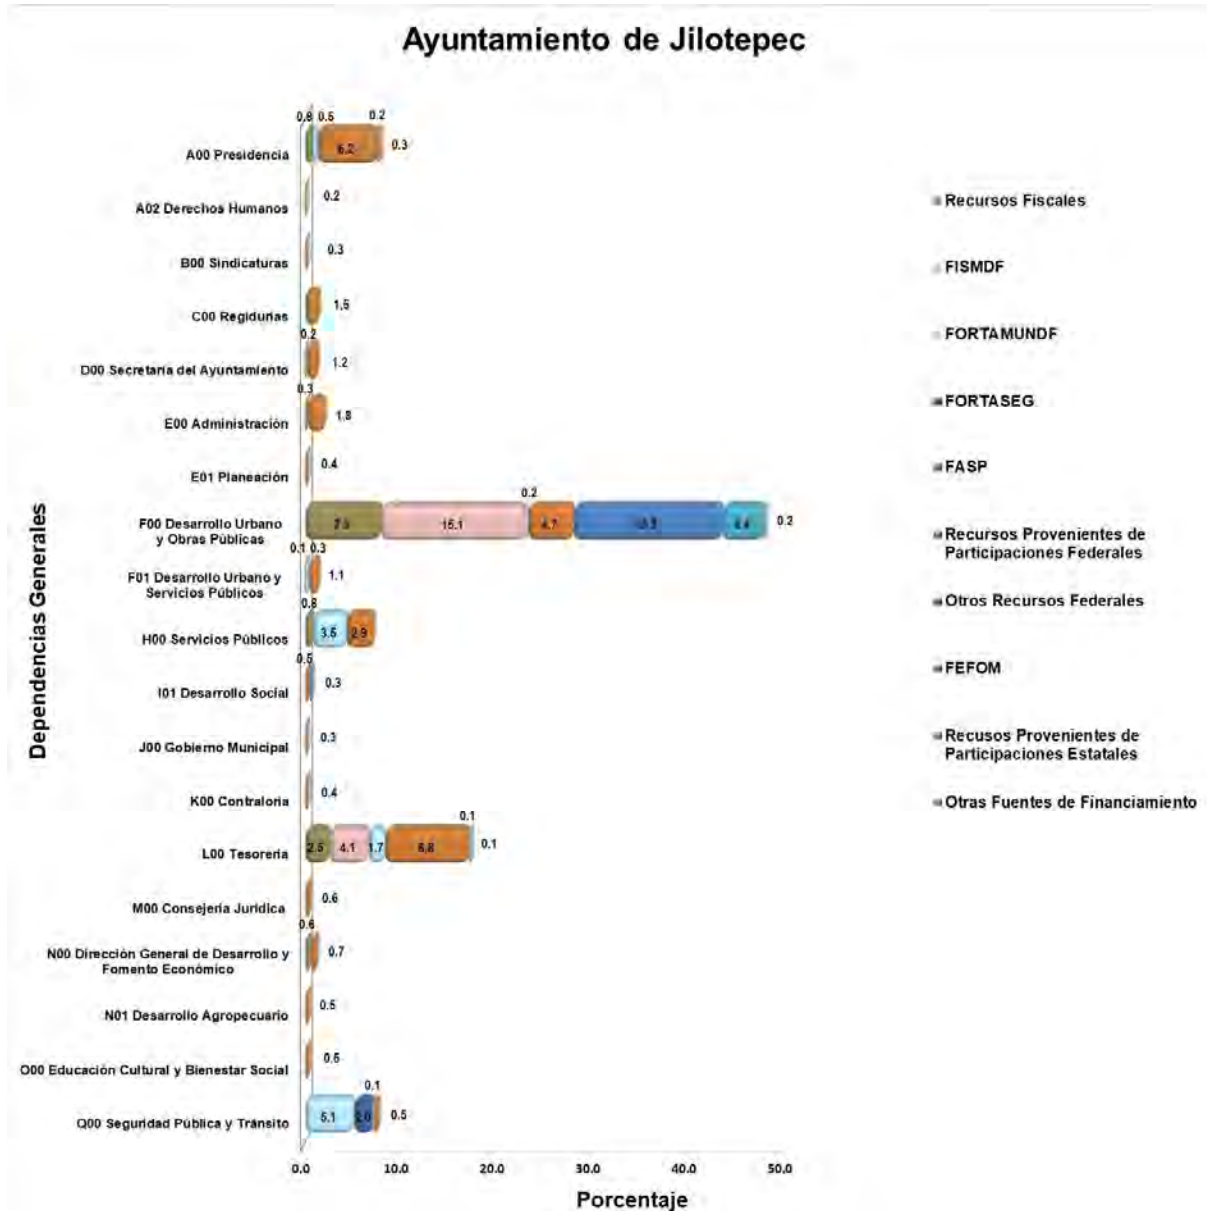 Ayuntamiento de Jilotepec
Dependencias Generales
0.8 0.5 0.2
A00 Presidencia 6.2 0.3
A02 Derechos Humanos 0.2
B00 Sindicaturas 0.3
C00 Regidurías 1.5
0.2
D00 Secretaría del Ayuntamiento 1.2
0.3
E00 Administración 1.8
E01 Planeación 0.4
0.2
F00 Desarrollo Urbano
y Obras Públicas 15.1 4.7 0.2
0.1 0.3
F01 Desarrollo Urbano y
Servicios Públicos 1.1
0.8
H00 Servicios Públicos 3.5 2.9
0.5
I01 Desarrollo Social 0.3
J00 Gobierno Municipal 0.3
K00 Contraloría 0.4
0.1
L00 Tesorería 2.5 4.1 1.7 8.8 0.1
M00 Consejería Jurídica 0.6
0.6
N00 Dirección General de Desarrollo y
Fomento Económico 0.7
N01 Desarrollo Agropecuario
O00 Educación Cultural y Bienestar Social
0.1
Q00 Seguridad Pública y Tránsito 5.1 2.0 0.5
0.0 10.0 20.0 30.0 40.0 50.0
Porcentaje
Recursos Fiscales
FISMDF
FORTAMUNDF
FORTASEG
FASP
Recursos Provenientes de
Participaciones Federales
Otros Recursos Federales
FEFOM
Recusos Provenientes de
Participaciones Estatales
Otras Fuentes de Financiamiento